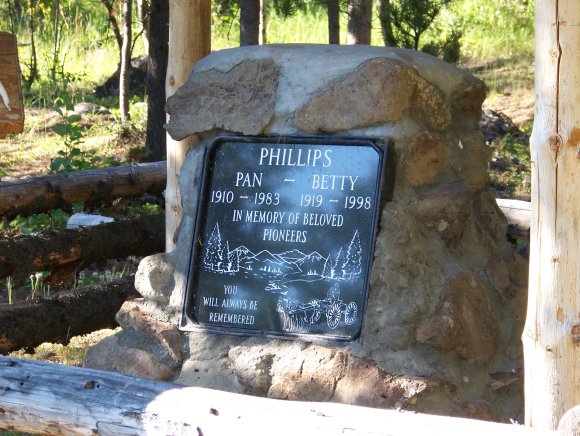 PHILLIPS
PAN - BETTY
1910 - 1983 1919 - 1998
IN MEMORY OF BELOVED
PIONEERS
YOU
WILL ALWAYS BE
REMEMBERED